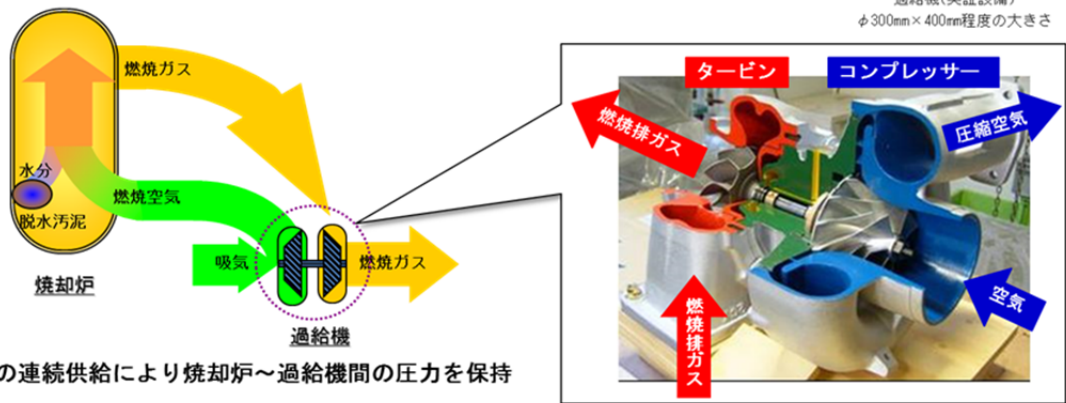 φ300mm×400mm程度の大きさ
燃焼ガス
タービン
コンプレッサー
燃焼排ガス
圧縮空気
水分
燃焼空気
脱水汚泥
吸気
燃焼ガス
焼却炉
過給機
空気
燃焼排ガス
の連続供給により焼却炉～過給機間の圧力を保持